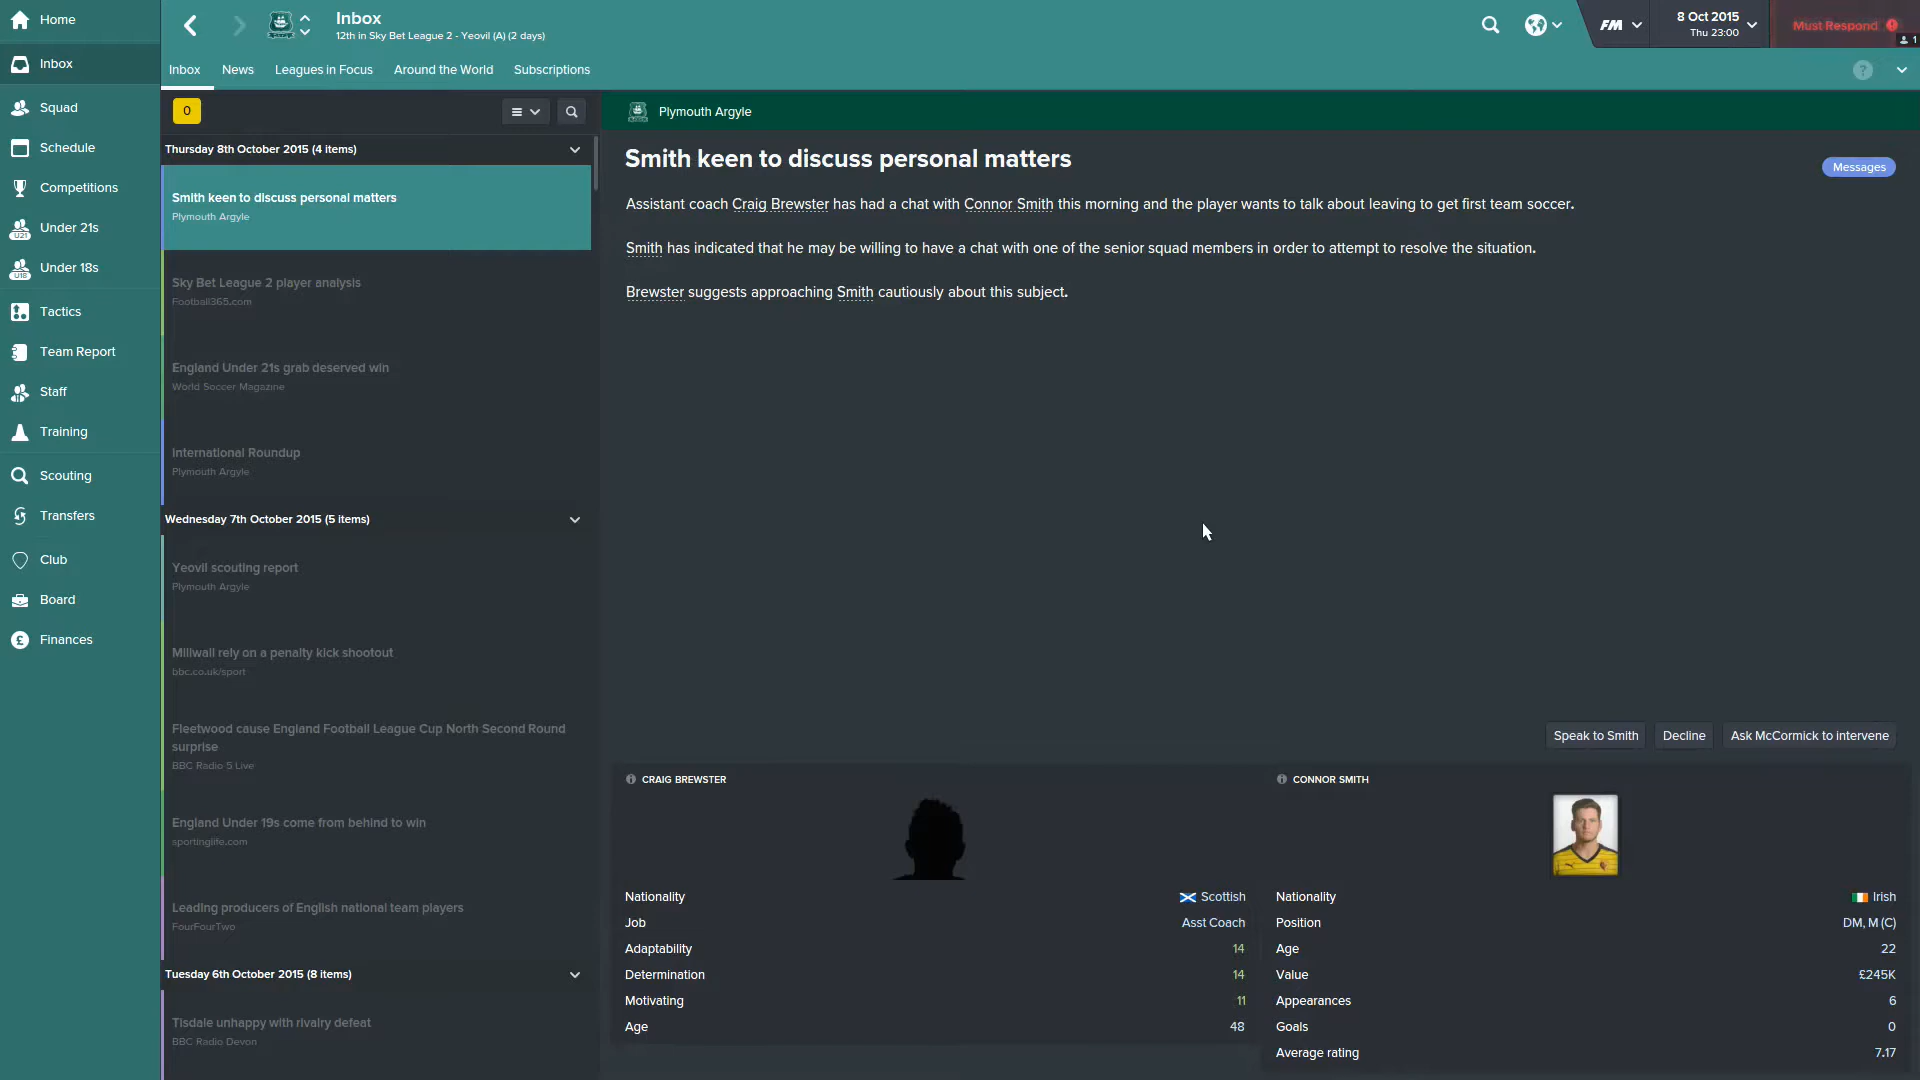 Home
Inbox
Squad
Schedule
Competitions
Under 21s
Under 18s
Tactics
Team Report
Staff
Training
Scouting
Transfers
Club
Board
Finances
Inbox
12th in Sky Bet League 2 - Yeovil (A) (2 days)
FM
8 Oct 2015
Thu 23:00
Must Respond
1
Inbox News Leagues in Focus Around the World Subscriptions
?
0
Thursday 8th October 2015 (4 items)
Smith keen to discuss personal matters
Plymouth Argyle
Sky Bet League 2 player analysis
Football365.com
England Under 21s grab deserved win
World Soccer Magazine
International Roundup
Plymouth Argyle
Wednesday 7th October 2015 (5 items)
Yeovil scouting report
Plymouth Argyle
Millwall rely on a penalty kick shootout
bbc.co.uk/sport
Fleetwood cause England Football League Cup North Second Round
surprise
BBC Radio 5 Live
England Under 19s come from behind to win
sportinglife.com
Leading producers of English national team players
FourFourTwo
Tuesday 6th October 2015 (8 items)
Tisdale unhappy with rivalry defeat
BBC Radio Devon
Plymouth Argyle
Smith keen to discuss personal matters
Messages
Assistant coach Craig Brewster has had a chat with Connor Smith this morning and the player wants to talk about leaving to get first team soccer.
Smith has indicated that he may be willing to have a chat with one of the senior squad members in order to attempt to resolve the situation.
Brewster suggests approaching Smith cautiously about this subject.
Speak to Smith Decline Ask McCormick to intervene
CRAIG BREWSTER
Nationality Scottish
Job Asst Coach
Adaptability 14
Determination 14
Motivating 11
Age 48
CONNOR SMITH
Nationality Irish
Position DM, M (C)
Age 22
Value £245K
Appearances 6
Goals 0
Average rating 7.17